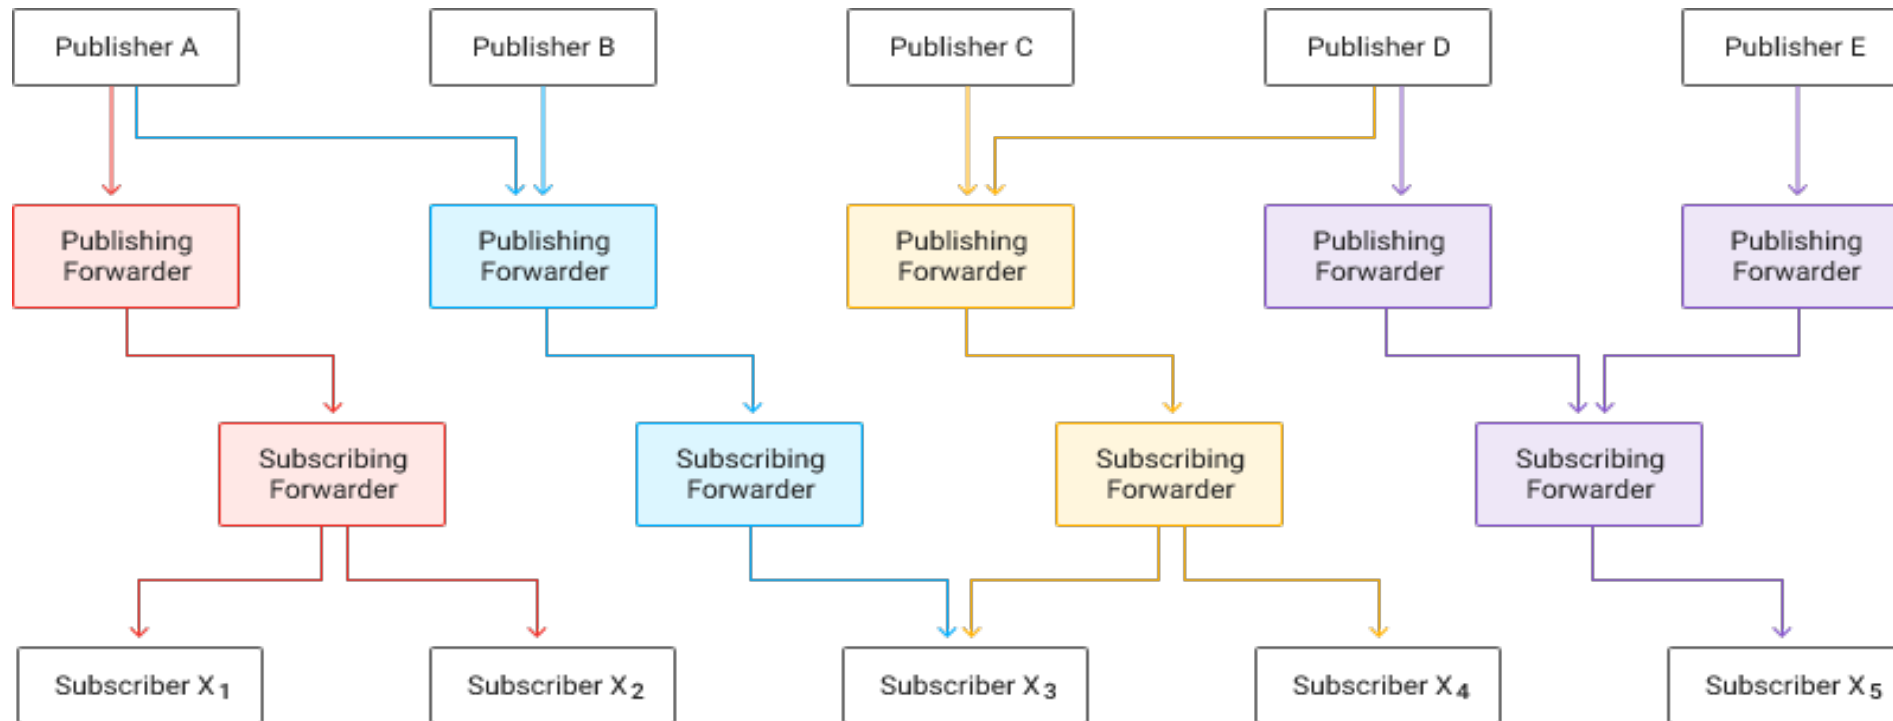 Publisher A
Publisher B
Publisher C
Publisher D
Publisher E
Publishing
Forwarder
Publishing
Forwarder
Publishing
Forwarder
Publishing
Forwarder
Publishing
Forwarder
Subscribing
Forwarder
Subscribing
Forwarder
Subscribing
Forwarder
Subscribing
Forwarder
Subscriber X1
Subscriber X2
Subscriber X3
Subscriber X4
Subscriber X5